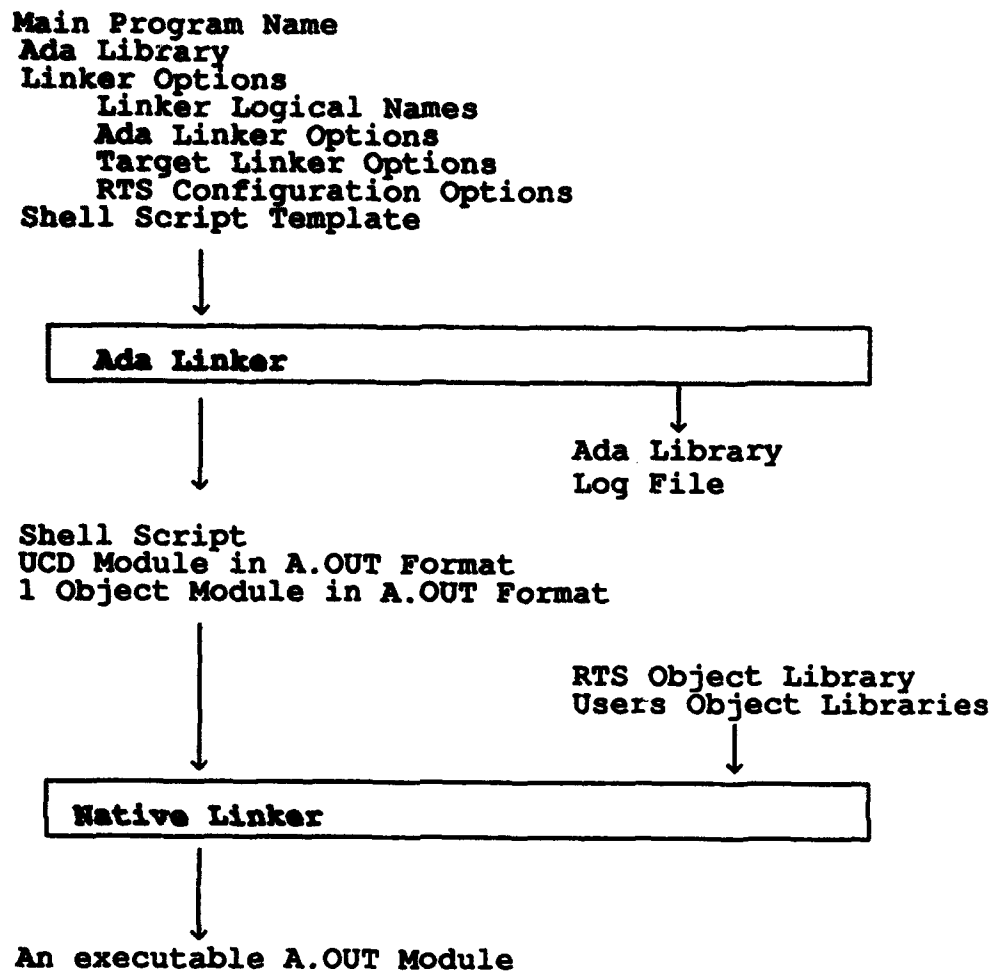 Main Program Name
Ada Library
Linker Options
Linker Logical Names
Ada Linker Options
Target Linker Options
RTS Configuration Options
Shell Script Template
Ada Linker
Ada Library
Log File
Shell Script
UCD Module in A.OUT Format
1 Object Module in A.OUT Format
RTS Object Library
Users Object Libraries
Native Linker
An executable A.OUT Module